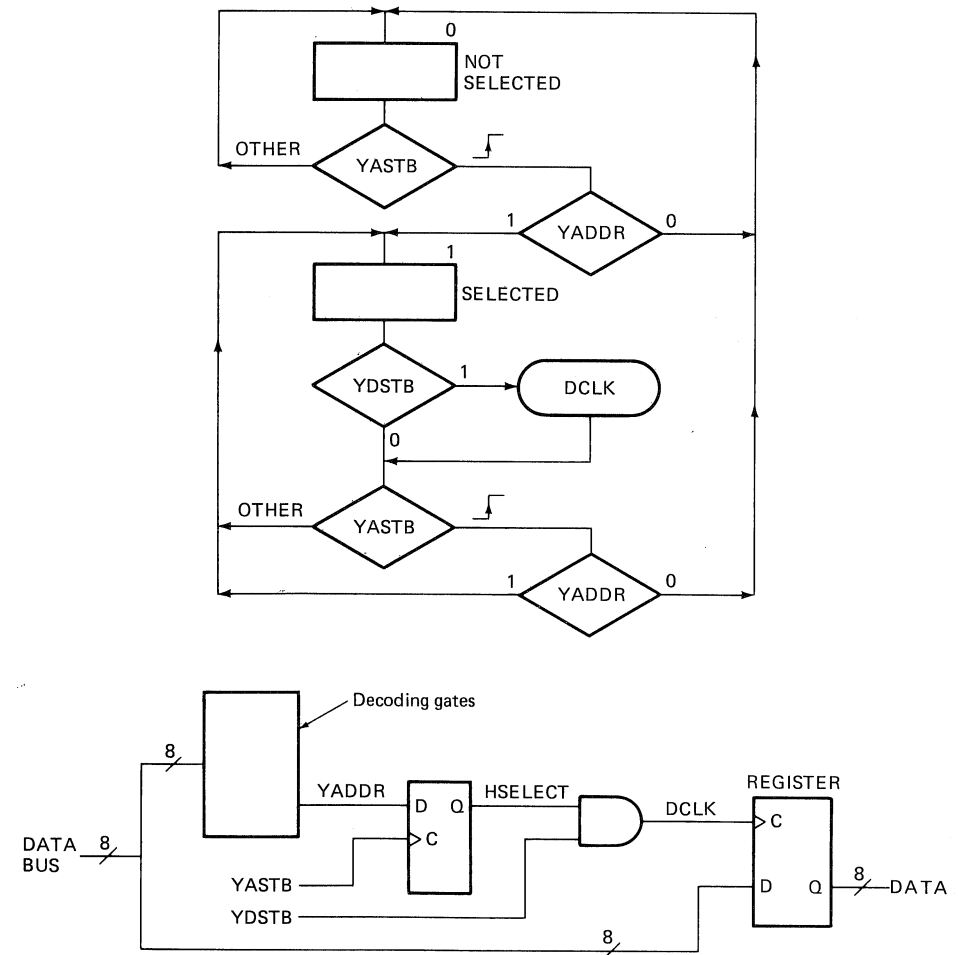 0
NOT
SELECTED
OTHER
YASTB
1
YADDR
0
1
SELECTED
YDSTB
1
DCLK
0
OTHER
YASTB
1
YADDR
0
Decoding gates
8
YADDR
HSELECT
REGISTER
D Q
DCLK
C
C
DATA
BUS
8
YASTB
YDSTB
D Q
8
DATA
8